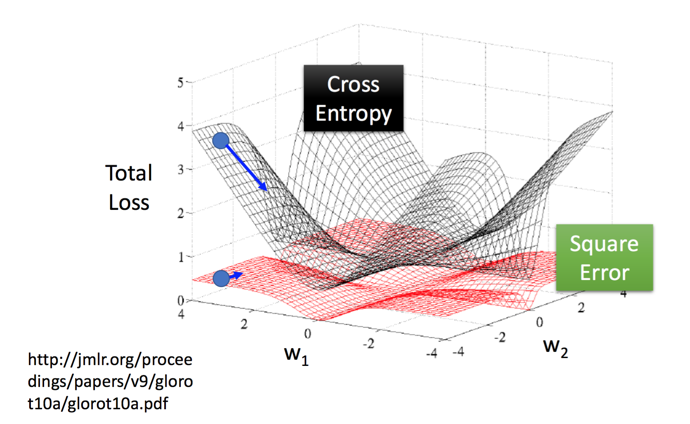 Cross
Entropy
Total
Loss
5
4
3
2
1
0
Square
Error
4
2
0
-2
-4
w1
-4
-2
0
2
4
w2
http://jmlr.org/procee
dings/papers/v9/gloro
t10a/glorot10a.pdf